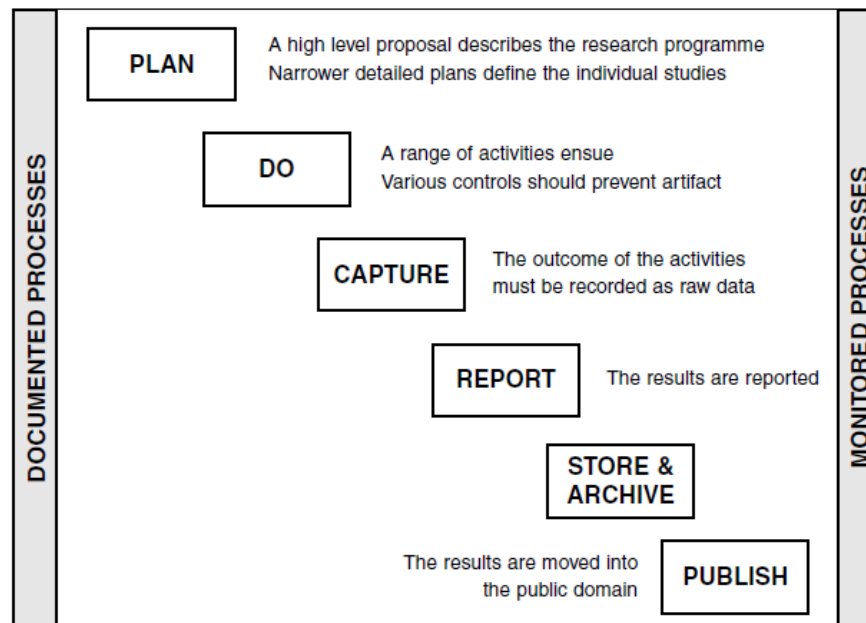 DOCUMENTED PROCESSES
PLAN
A high level proposal describes the research programme
Narrower detailed plans define the individual studies
DO
A range of activities ensue
Various controls should prevent artifact
CAPTURE
The outcome of the activities
must be recorded as raw data
REPORT
The results are reported
STORE &
ARCHIVE
The results are moved into
the public domain
PUBLISH
MONITORED PROCESSES